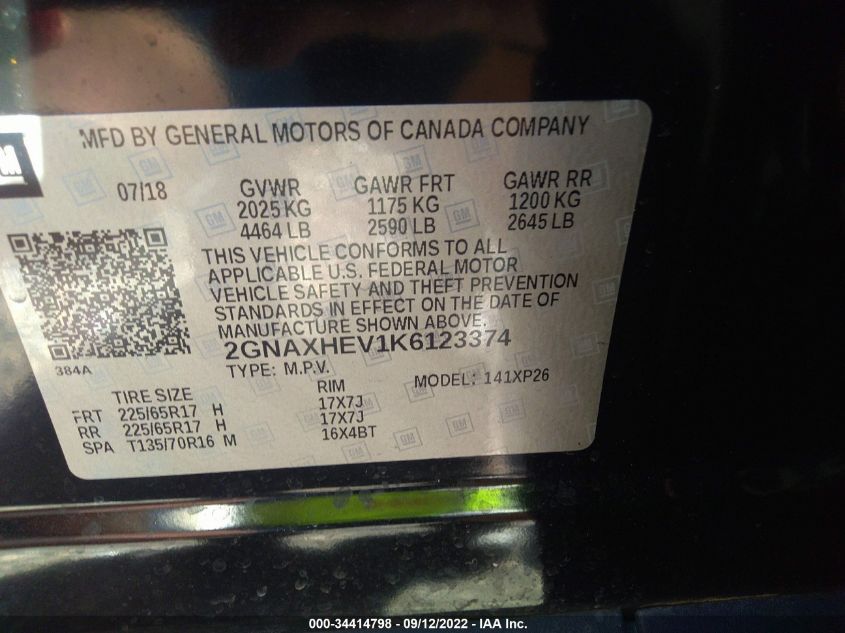 GM
MFD BY GENERAL MOTORS OF CANADA COMPANY
07/18 GVWR GAWR FRT GAWR RR
2025 KG 1175 KG 1200 KG
4464 LB 2590 LB 2645 LB
THIS VEHICLE CONFORMS TO ALL
APPLICABLE U.S. FEDERAL MOTOR
VEHICLE SAFETY AND THEFT PREVENTION
STANDARDS IN EFFECT ON THE DATE OF
MANUFACTURE SHOWN ABOVE.
2GNAXHEV1K6123374
384A
TYPE: M.P.V. MODEL: 141XP26
TIRE SIZE RIM
FRT 225/65R17 H 17X7J
RR 225/65R17 H 17X7J
SPA T135/70R16 M 16X4BT
000-34414798 - 09/12/2022 - IAA Inc.